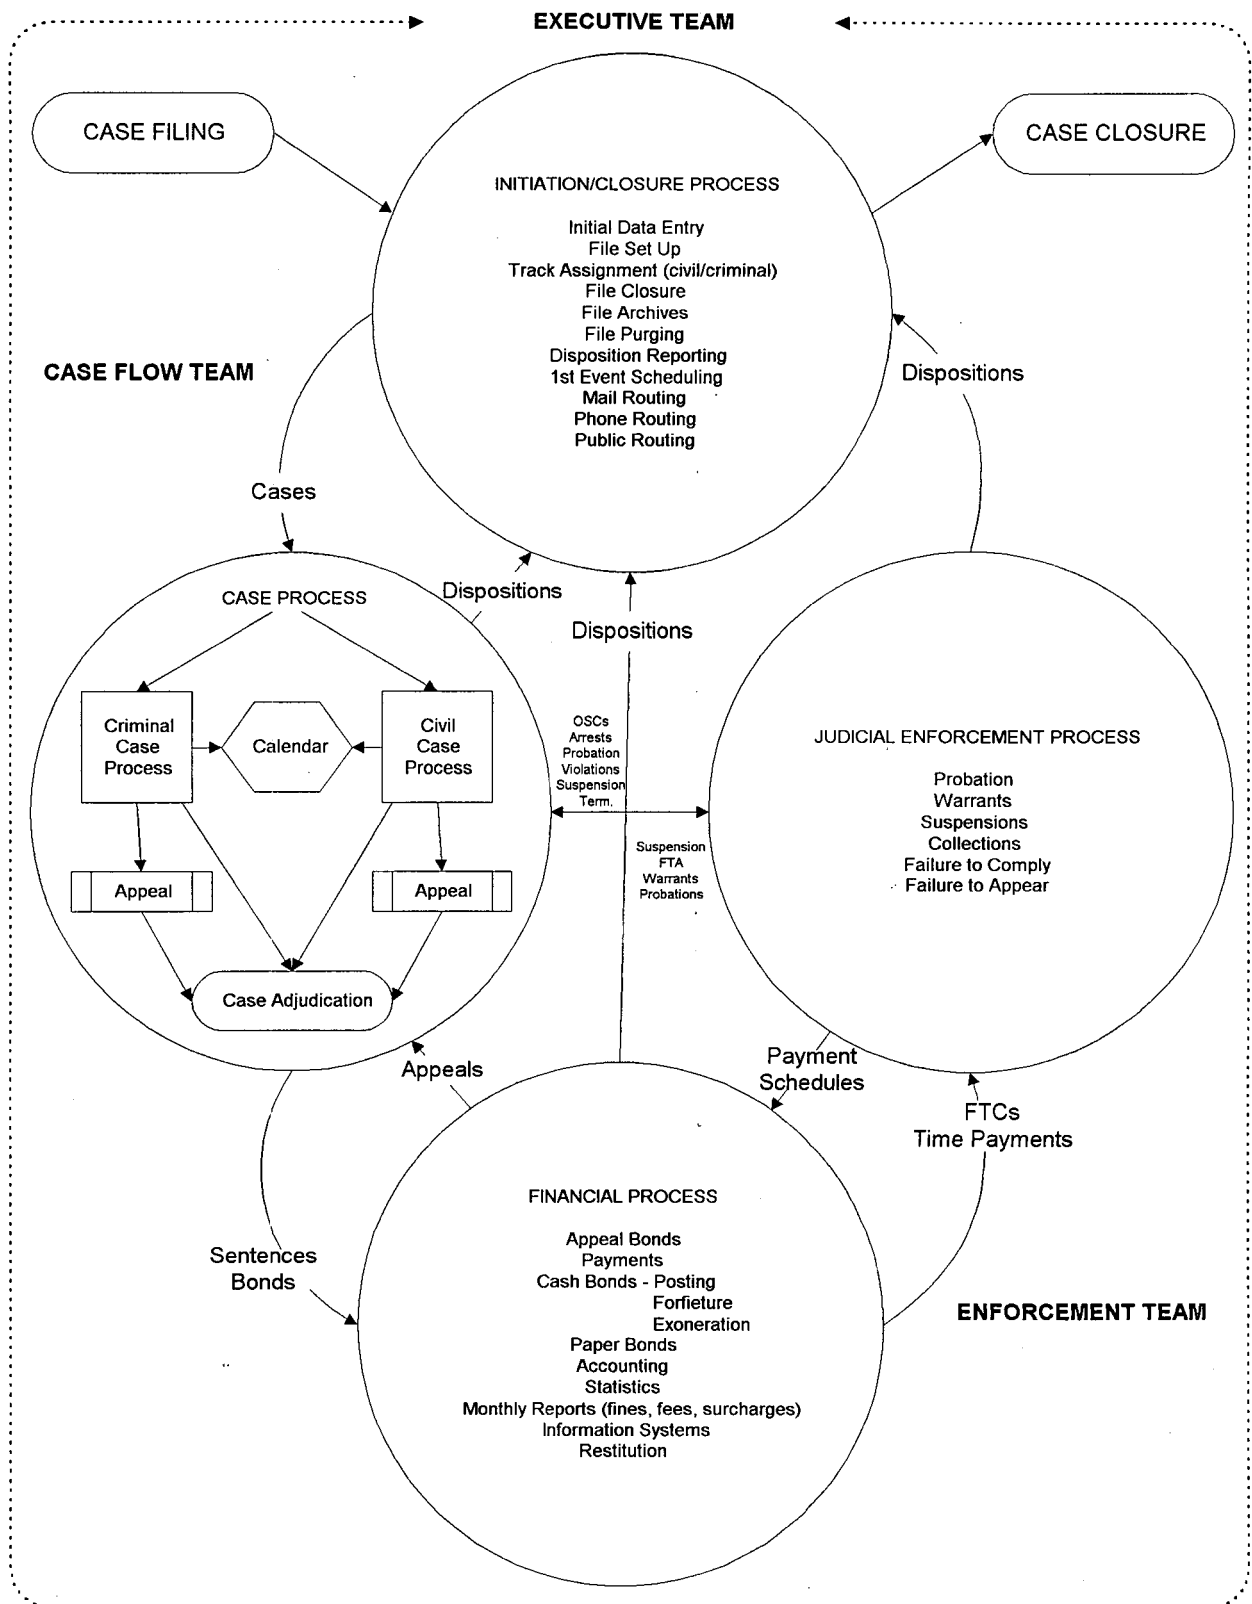 EXECUTIVE TEAM
CASE FILING
CASE CLOSURE
INITIATION/CLOSURE PROCESS
Initial Data Entry
File Set Up
Track Assignment (civil/criminal)
File Closure
File Archives
File Purging
Disposition Reporting
1st Event Scheduling
Mail Routing
Phone Routing
Public Routing
CASE FLOW TEAM
Dispositions
Cases
Dispositions
Dispositions
CASE PROCESS
Criminal
Case
Process
Calendar
Civil
Case
Process
Appeal
Appeal
Case Adjudication
OSCs
Arrests
Probation
Violations
Suspension
Term.
Suspension
FTA
Warrants
Probations
JUDICIAL ENFORCEMENT PROCESS
Probation
Warrants
Suspensions
Collections
Failure to Comply
Failure to Appear
Appeals
Payment
Schedules
FTCs
Time Payments
Sentences
Bonds
FINANCIAL PROCESS
Appeal Bonds
Payments
Cash Bonds - Posting
Forfieture
Exoneration
Paper Bonds
Accounting
Statistics
Monthly Reports (fines, fees, surcharges)
Information Systems
Restitution
ENFORCEMENT TEAM